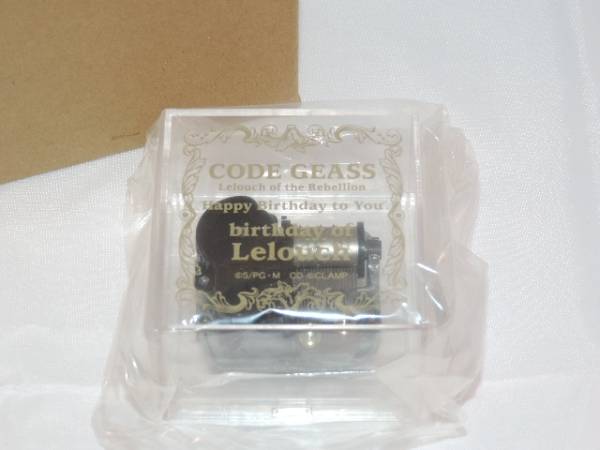 CODE GEASS
Lelouch of the Rebellion
Happy Birthday to You
birthday of
Lelouch
©S/PG・M CD ©CLAMP